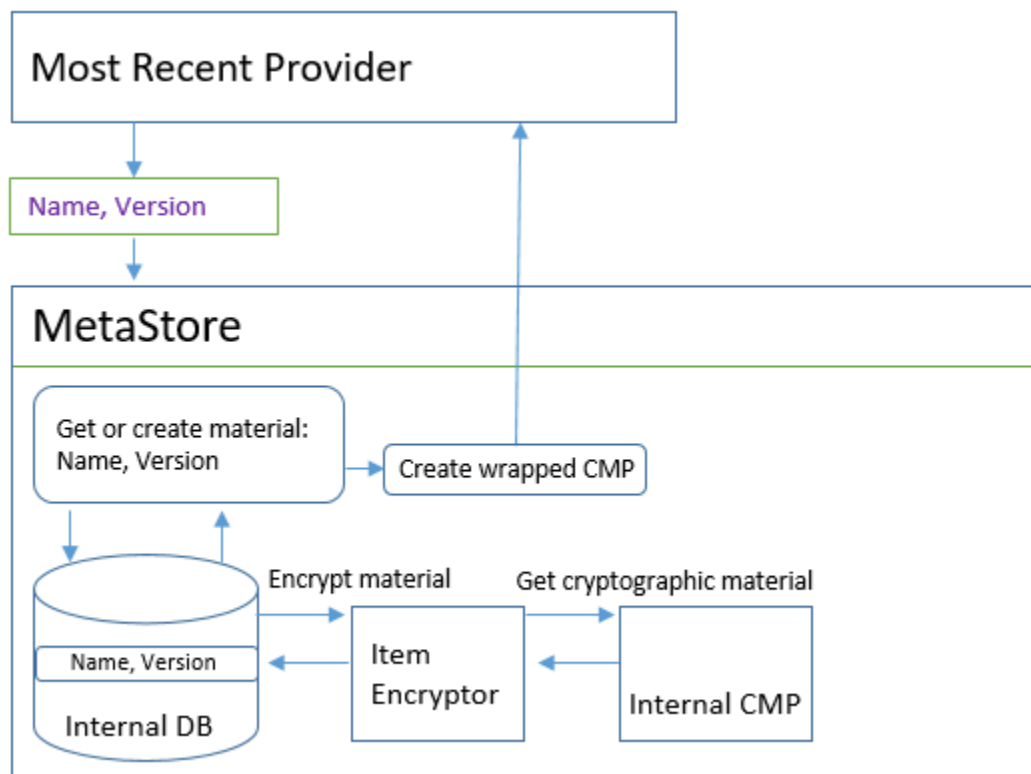 Most Recent Provider
Name, Version
MetaStore
Get or create material:
Name, Version
Create wrapped CMP
Encrypt material
Get cryptographic material
Item
Encryptor
Name, Version
Internal DB
Internal CMP